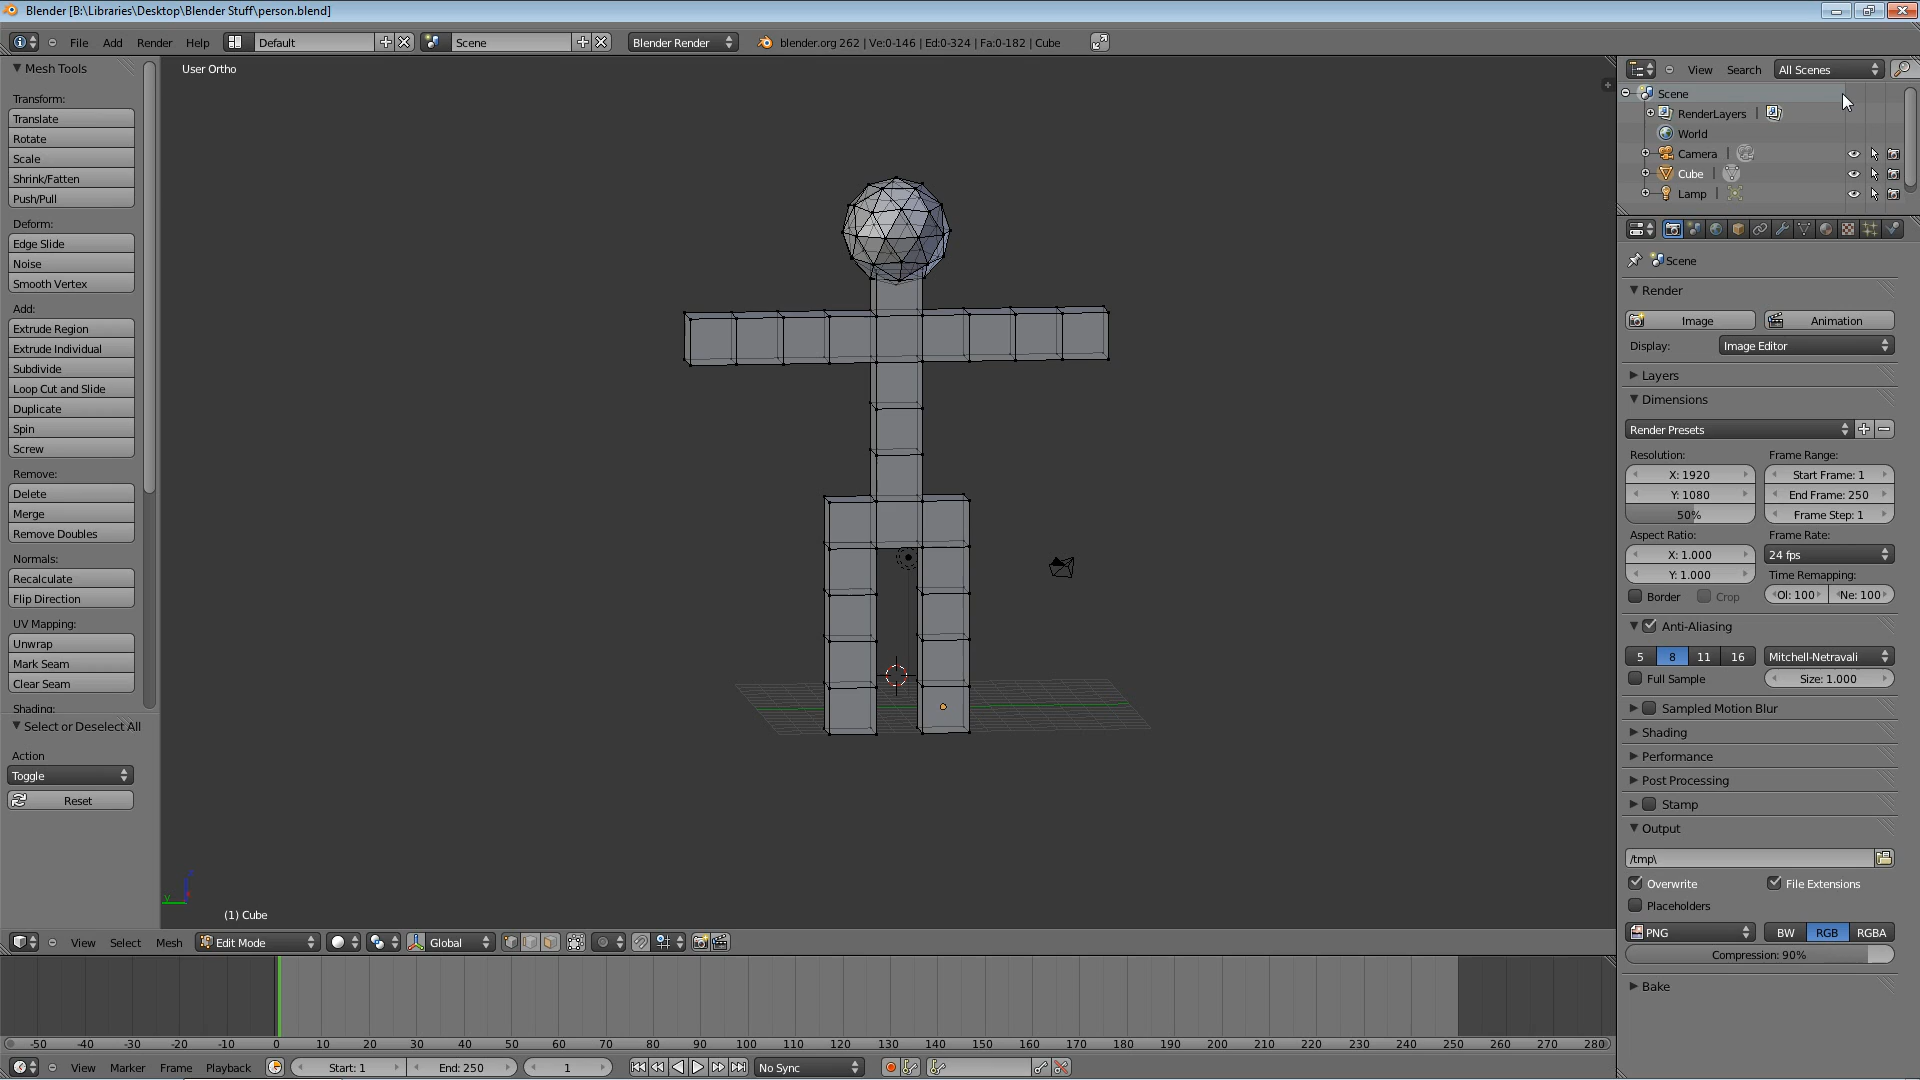 Blender [B:\Libraries\Desktop\Blender Stuff\person.blend]
File Add Render Help Default Scene Blender Render blender.org 262 | Ve:0-146 | Ed:0-324 | Fa:0-182 | Cube
Mesh Tools
Transform:
Translate
Rotate
Scale
Shrink/Fatten
Push/Pull
Deform:
Edge Slide
Noise
Smooth Vertex
Add:
Extrude Region
Extrude Individual
Subdivide
Loop Cut and Slide
Duplicate
Spin
Screw
Remove:
Delete
Merge
Remove Doubles
Normals:
Recalculate
Flip Direction
UV Mapping:
Unwrap
Mark Seam
Clear Seam
Shading:
Select or Deselect All
Action
Toggle
Reset
User Ortho
(1) Cube
View Select Mesh Edit Mode Global
-50 -40 -30 -20 -10 0 10 20 30 40 50 60 70 80 90 100 110 120 130 140 150 160 170 180 190 200 210 220 230 240 250 260 270 280
View Marker Frame Playback Start: 1 End: 250 1 No Sync
View Search All Scenes
Scene
RenderLayers |
World
Camera |
Cube |
Lamp |
Scene
Render
Image Animation
Display: Image Editor
Layers
Dimensions
Render Presets
Resolution: Frame Range:
X: 1920 Start Frame: 1
Y: 1080 End Frame: 250
50% Frame Step: 1
Aspect Ratio: Frame Rate:
X: 1.000 24 fps
Y: 1.000 Time Remapping:
Border Crop Ol: 100 Ne: 100
Anti-Aliasing
5 8 11 16 Mitchell-Netravali
Full Sample Size: 1.000
Sampled Motion Blur
Shading
Performance
Post Processing
Stamp
Output
/tmp\
Overwrite File Extensions
Placeholders
PNG BW RGB RGBA
Compression: 90%
Bake